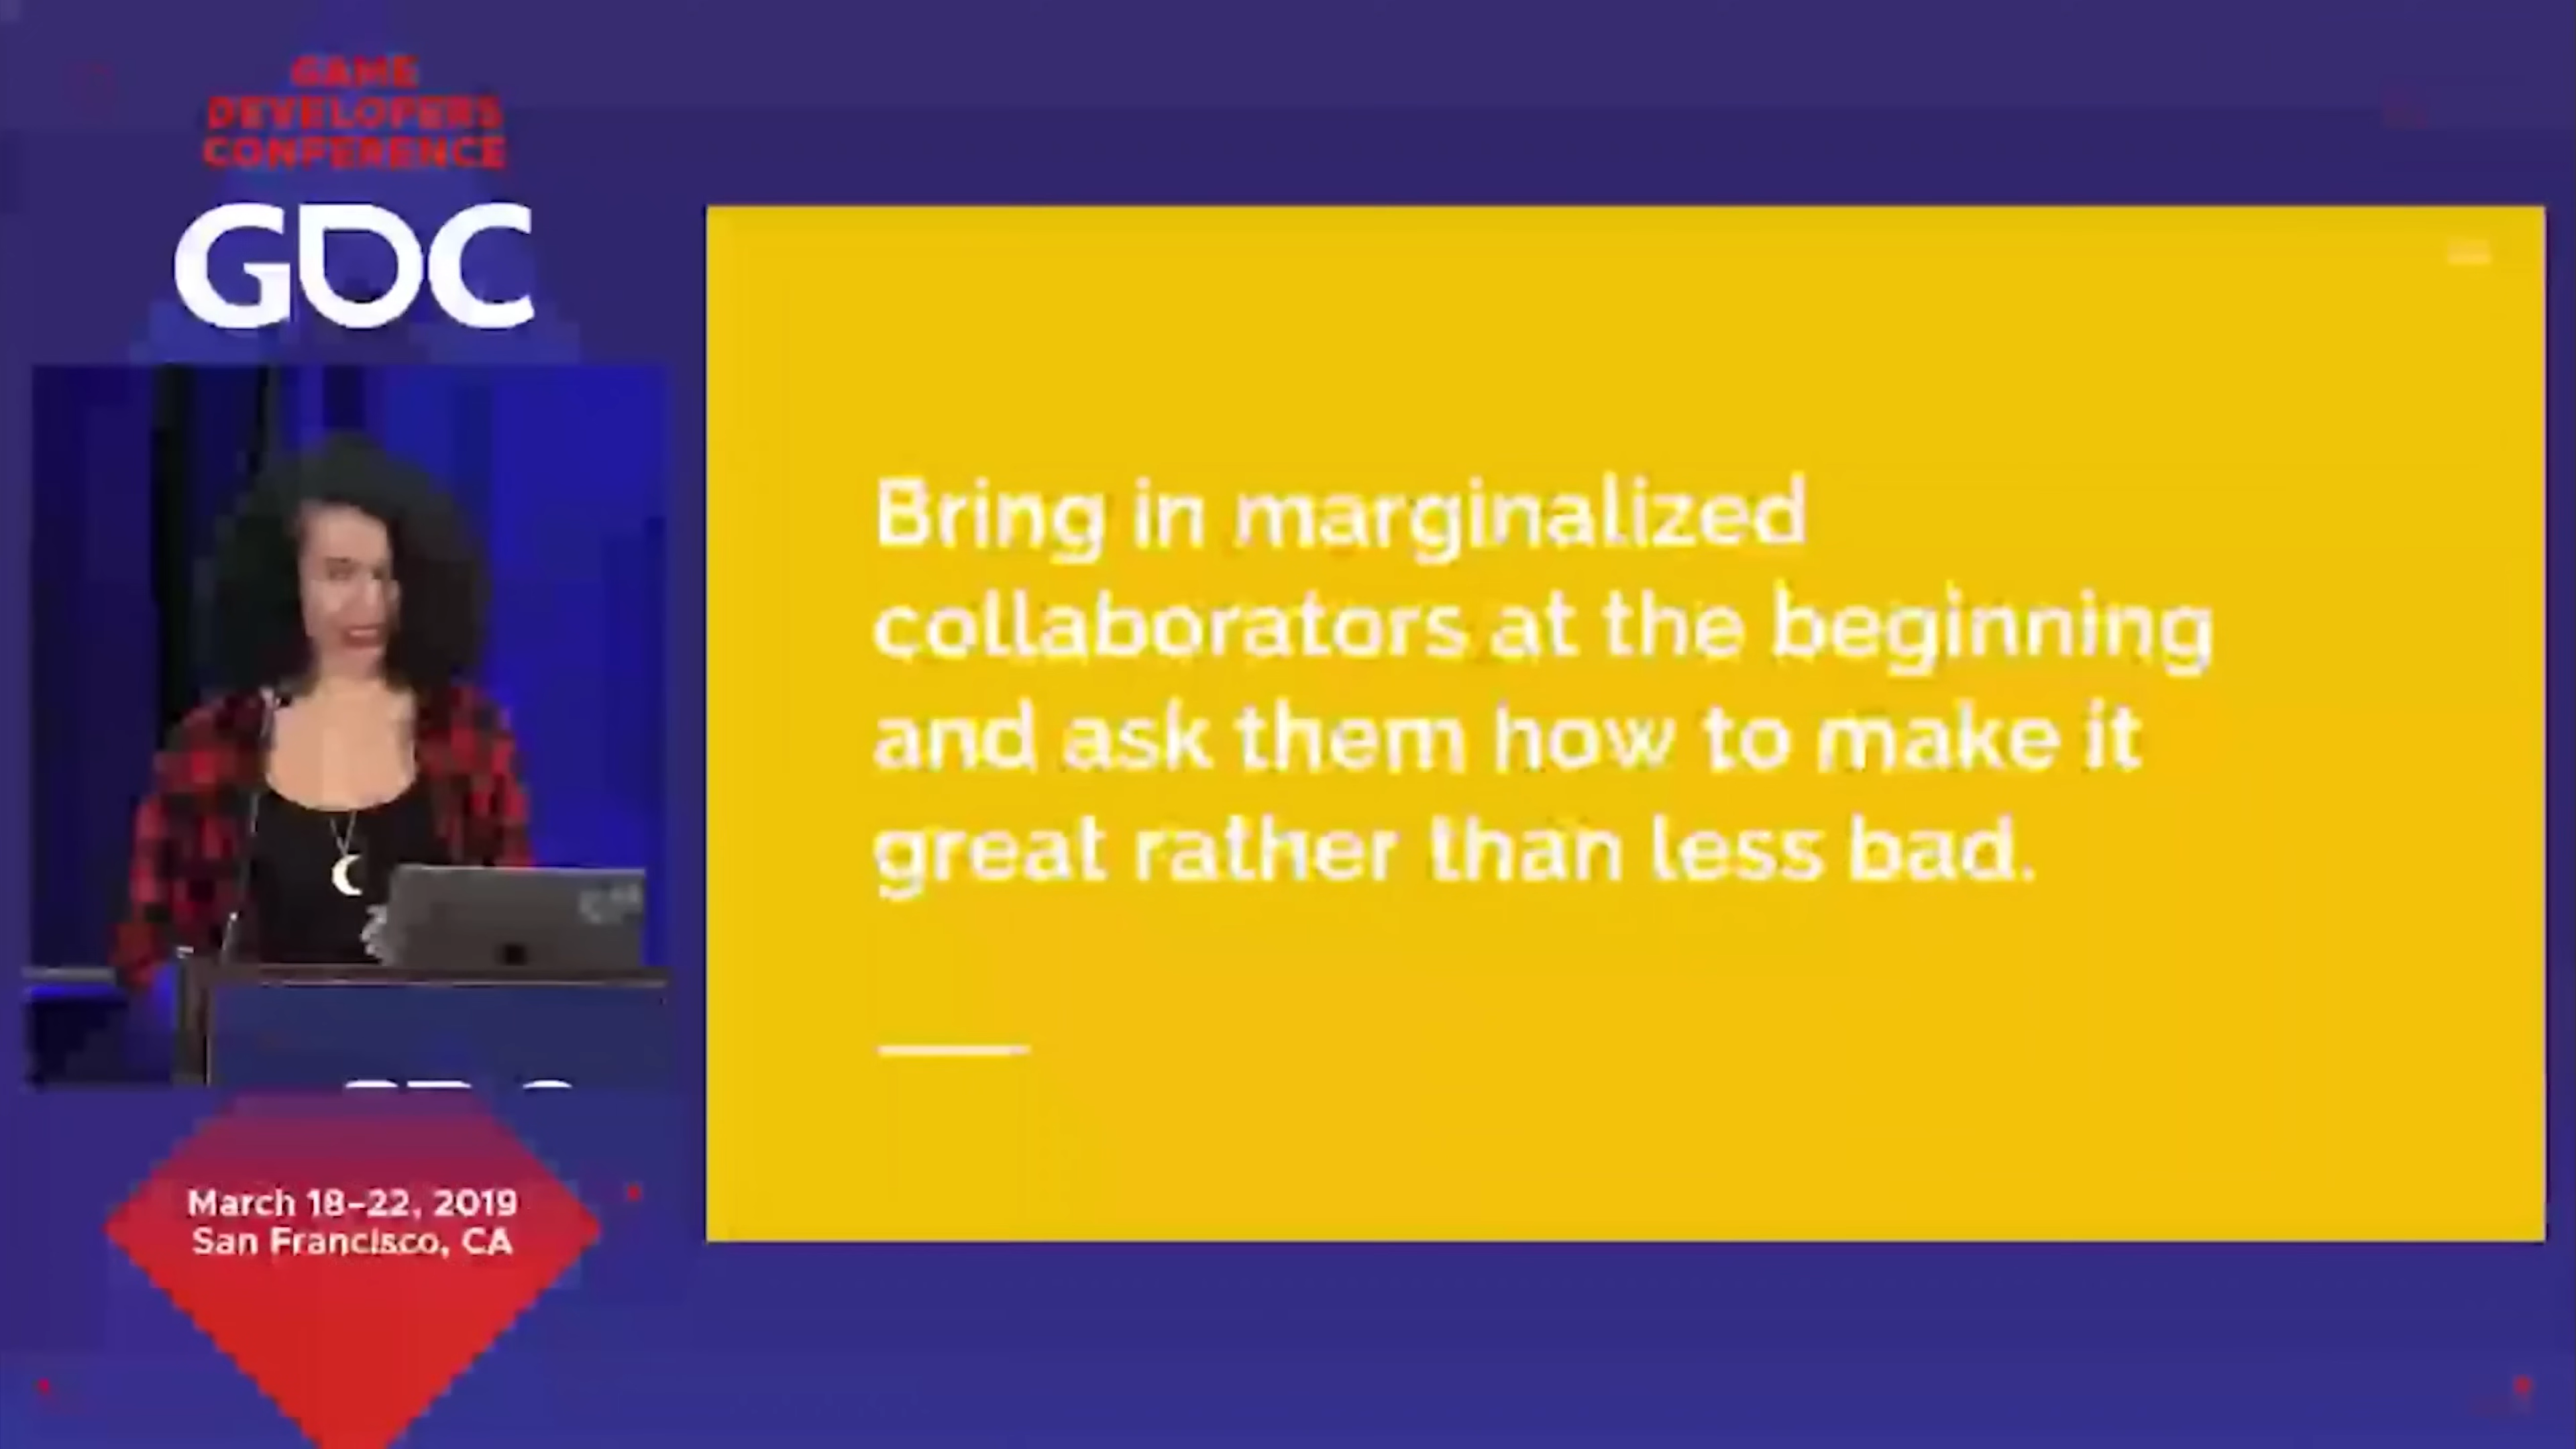 GAME
DEVELOPERS
CONFERENCE
GDC
Bring in marginalized
collaborators at the beginning
and ask them how to make it
great rather than less bad.
March 18–22, 2019
San Francisco, CA